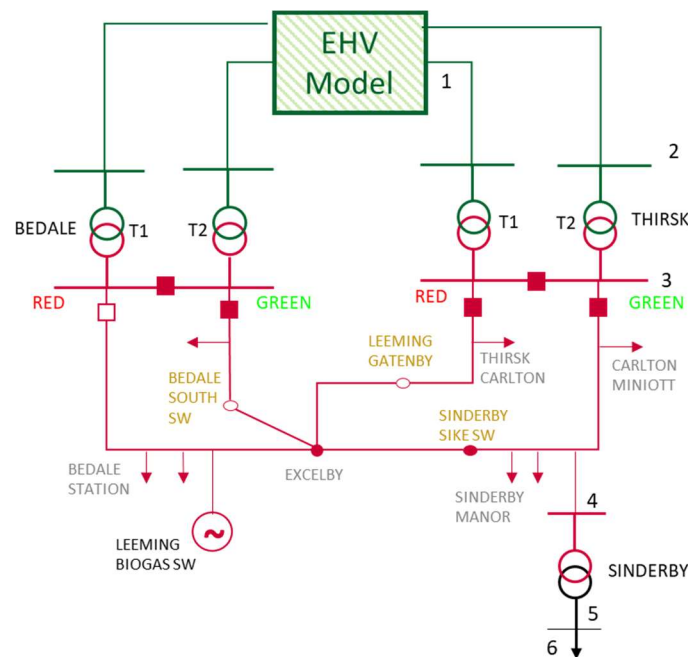 EHV
Model
1
2
BEDALE
T1
T2
T1
T2
THIRSK
3
RED
GREEN
RED
GREEN
LEEMING
GATENBY
BEDALE
SOUTH
SW
THIRSK
CARLTON
CARLTON
MINIOTT
SINDERBY
SIKE SW
BEDALE
STATION
EXCELBY
SINDERBY
MANOR
4
LEEMING
BIOGAS SW
SINDERBY
5
6